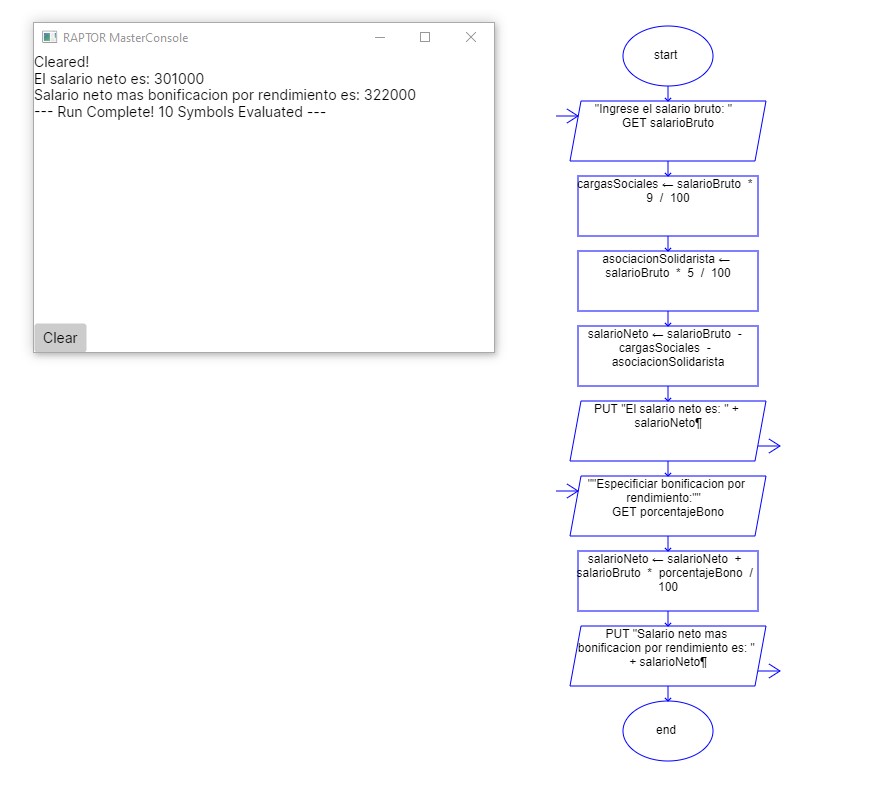 RAPTOR MasterConsole
Cleared!
El salario neto es: 301000
Salario neto mas bonificacion por rendimiento es: 322000
--- Run Complete! 10 Symbols Evaluated ---
Clear
start
"Ingrese el salario bruto: "
GET salarioBruto
cargasSociales ← salarioBruto *
9 / 100
asociacionSolidarista ←
salarioBruto * 5 / 100
salarioNeto ← salarioBruto -
cargasSociales -
asociacionSolidarista
PUT "El salario neto es: " +
salarioNeto¶
""Especificiar bonificacion por
rendimiento:""
GET porcentajeBono
salarioNeto ← salarioNeto +
salarioBruto * porcentajeBono /
100
PUT "Salario neto mas
bonificacion por rendimiento es: "
+ salarioNeto¶
end